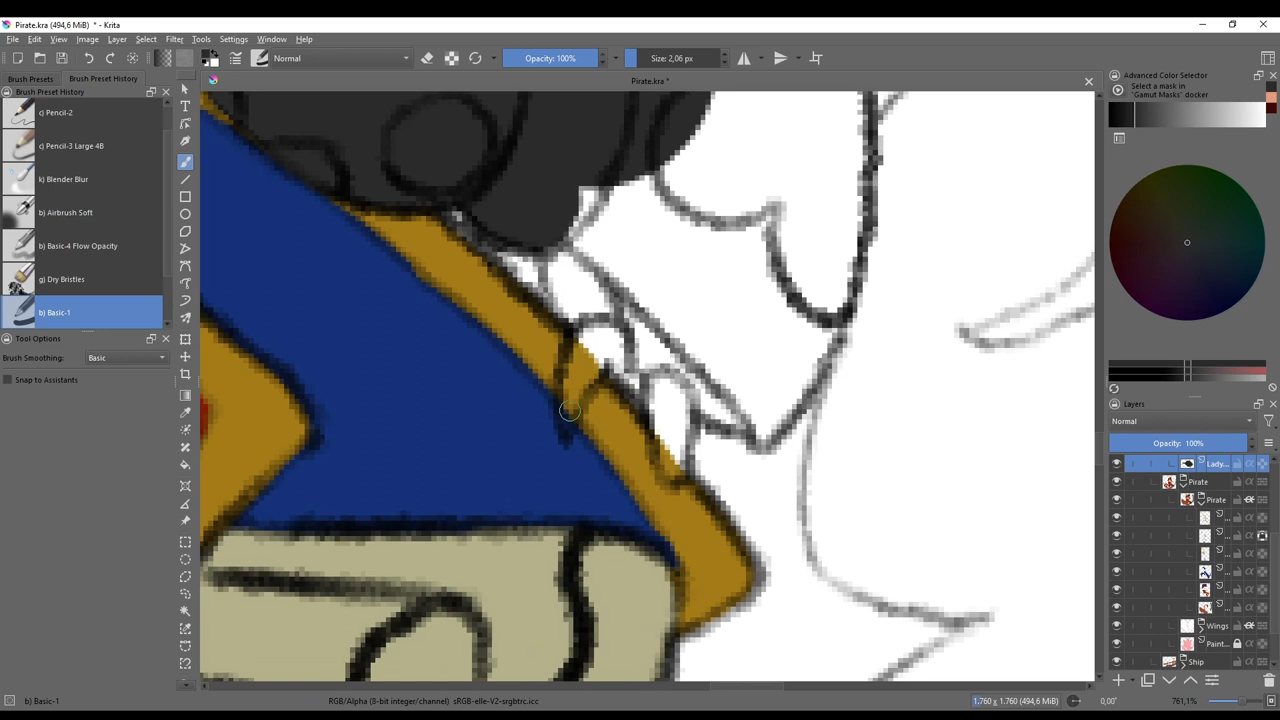 Pirate.kra (494,6 MiB) * - Krita
File Edit View Image Layer Select Filter Tools Settings Window Help
Normal Opacity: 100% Size: 2,06 px
Brush Presets Brush Preset History
Pirate.kra *
Brush Preset History
c) Pencil-2
c) Pencil-3 Large 4B
k) Blender Blur
b) Airbrush Soft
b) Basic-4 Flow Opacity
g) Dry Bristles
b) Basic-1
Tool Options
Brush Smoothing: Basic
Snap to Assistants
Advanced Color Selector
Select a mask in
"Gamut Masks" docker
Layers
Normal
Opacity: 100%
Lady...
Pirate
Pirate
...
...
...
...
...
...
Wings
Paint...
Ship
b) Basic-1 RGB/Alpha (8-bit integer/channel) sRGB-elle-V2-srgbtrc.icc 1.760 x 1.760 (494,6 MiB) 0,00° 761,1%